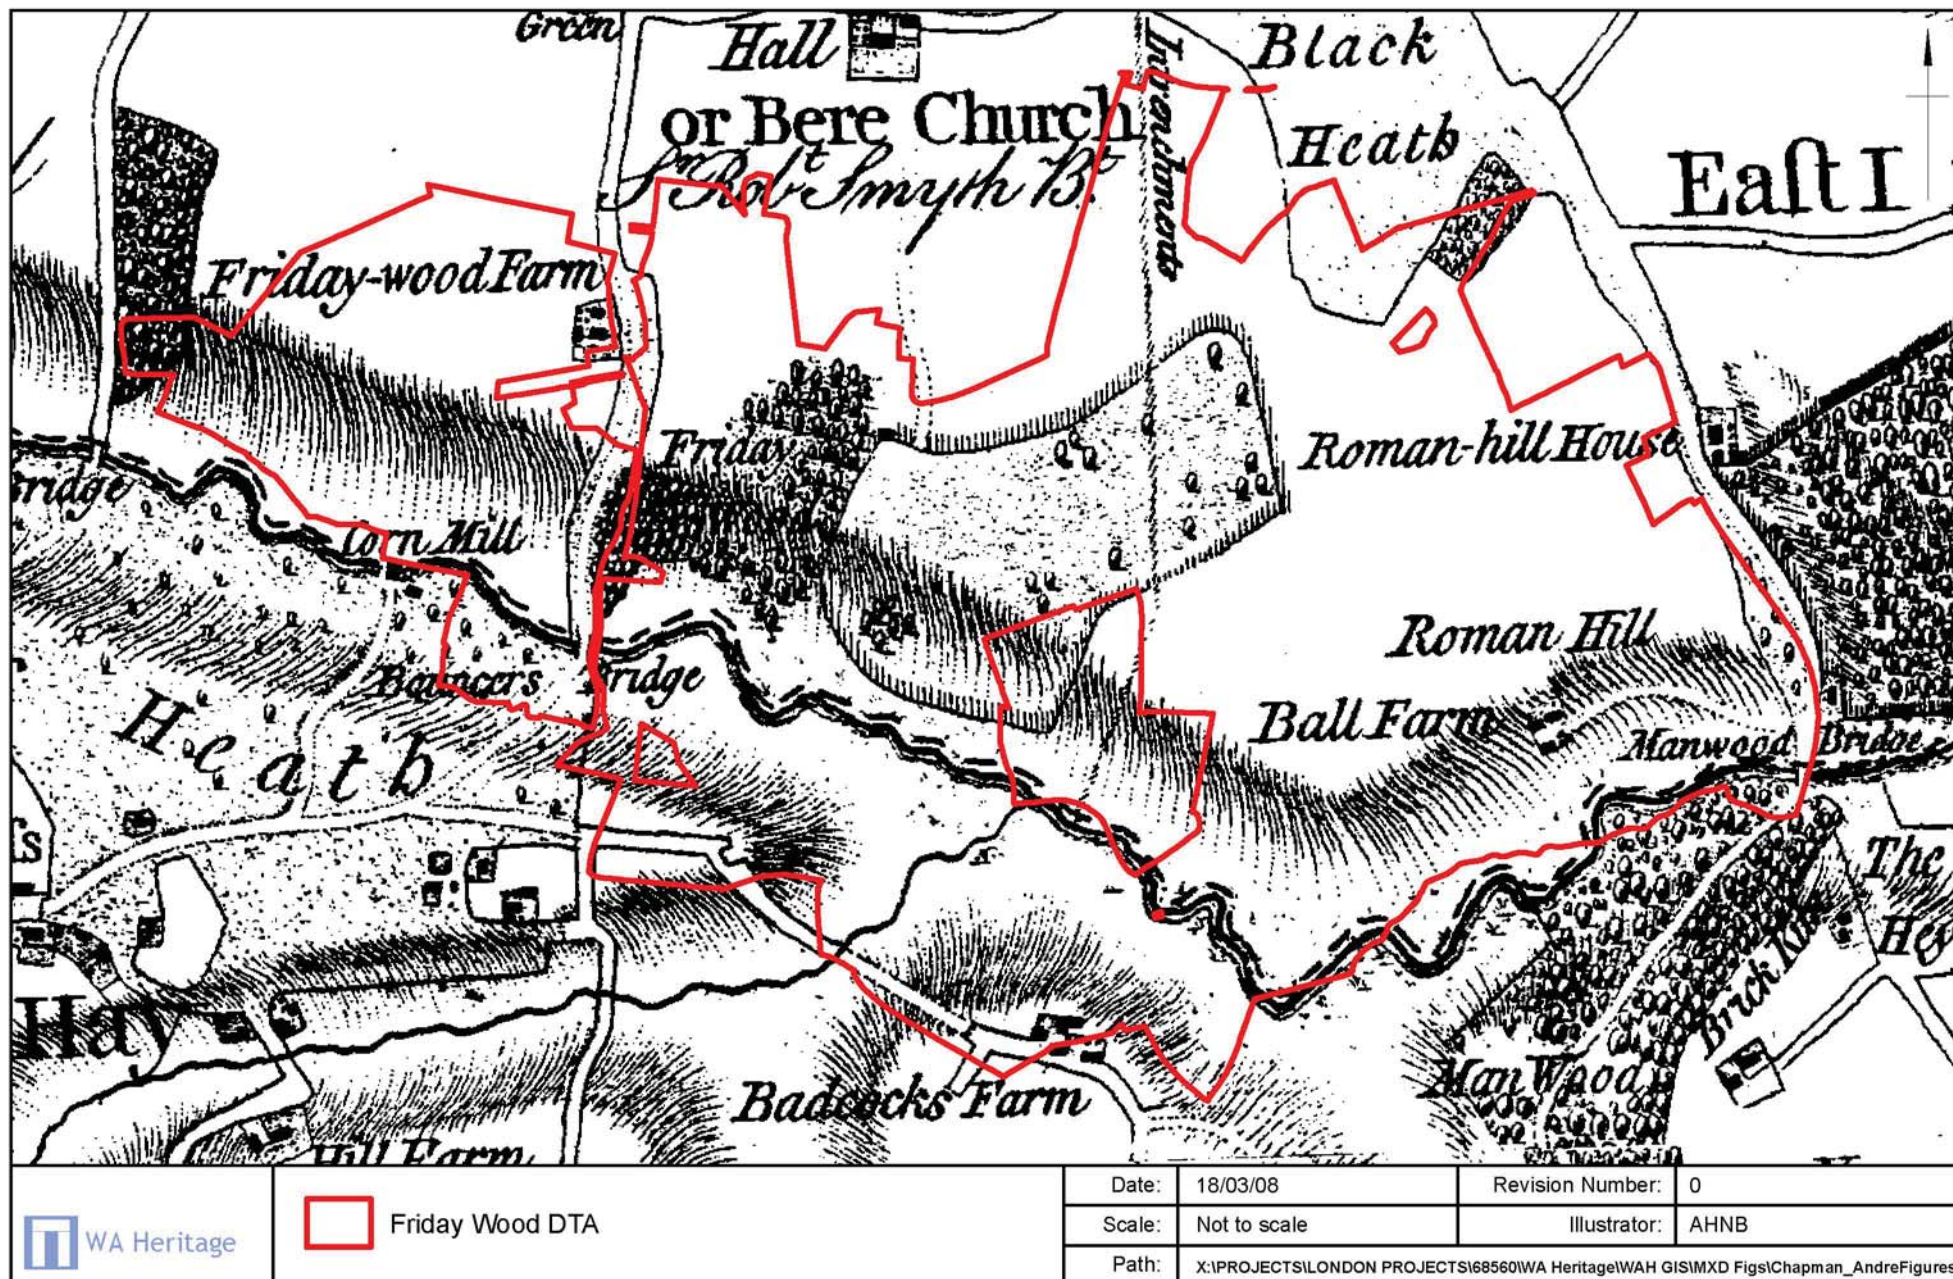 Green
Hall
Black
or Bere Church
Heath
Sr. Robt. Smyth Bt.
Intrenchments
East
Friday-wood Farm
Friday
Roman-hill House
Corn Mill
Roman Hill
Bouncers Bridge
Ball Farm
Manwood Bridge
Heath
The
Hay
Brick Kiln
Man Wood
Badcocks Farm
Hill Farm
WA Heritage
Friday Wood DTA
Date: 18/03/08 Revision Number: 0
Scale: Not to scale Illustrator: AHNB
Path: X:\PROJECTS\LONDON PROJECTS\68560\WA Heritage\WAH GIS\MXD Figs\Chapman_AndreFigures